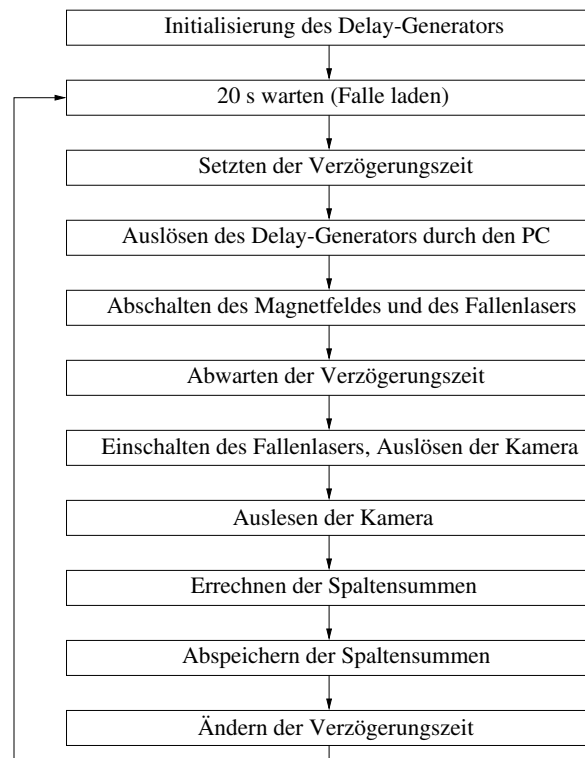 Initialisierung des Delay-Generators
20 s warten (Falle laden)
Setzten der Verzögerungszeit
Auslösen des Delay-Generators durch den PC
Abschalten des Magnetfeldes und des Fallenlasers
Abwarten der Verzögerungszeit
Einschalten des Fallenlasers, Auslösen der Kamera
Auslesen der Kamera
Errechnen der Spaltensummen
Abspeichern der Spaltensummen
Ändern der Verzögerungszeit